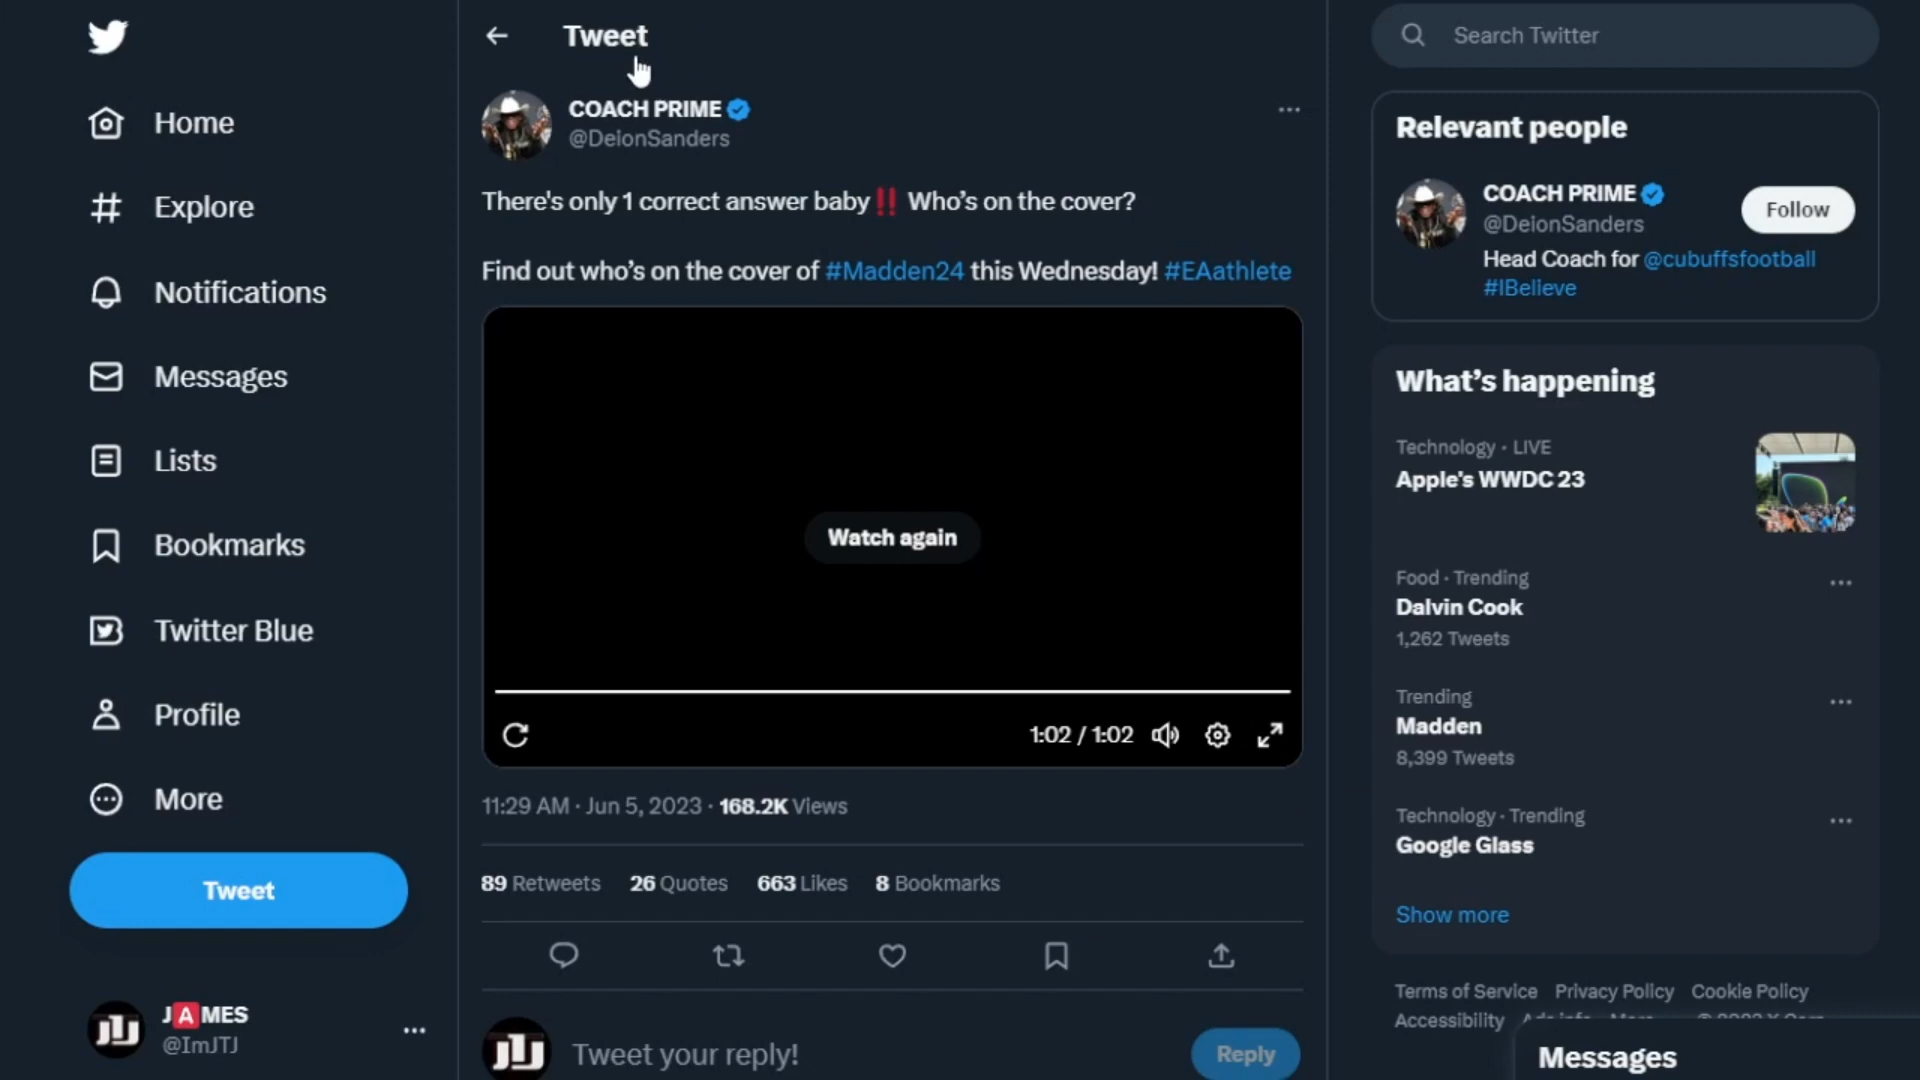 Home
Explore
Notifications
Messages
Lists
Bookmarks
Twitter Blue
Profile
More
Tweet
JAMES
@ImJTJ
Tweet
COACH PRIME
@DeionSanders
There's only 1 correct answer baby‼️ Who's on the cover?
Find out who's on the cover of #Madden24 this Wednesday! #EAathlete
Watch again
1:02 / 1:02
11:29 AM · Jun 5, 2023 · 168.2K Views
89 Retweets 26 Quotes 663 Likes 8 Bookmarks
Tweet your reply!
Reply
Search Twitter
Relevant people
COACH PRIME
@DeionSanders
Follow
Head Coach for @cubuffsfootball
#IBelieve
What's happening
Technology · LIVE
Apple's WWDC 23
Food · Trending
Dalvin Cook
1,262 Tweets
Trending
Madden
8,399 Tweets
Technology · Trending
Google Glass
Show more
Terms of Service Privacy Policy Cookie Policy
Accessibility
Messages